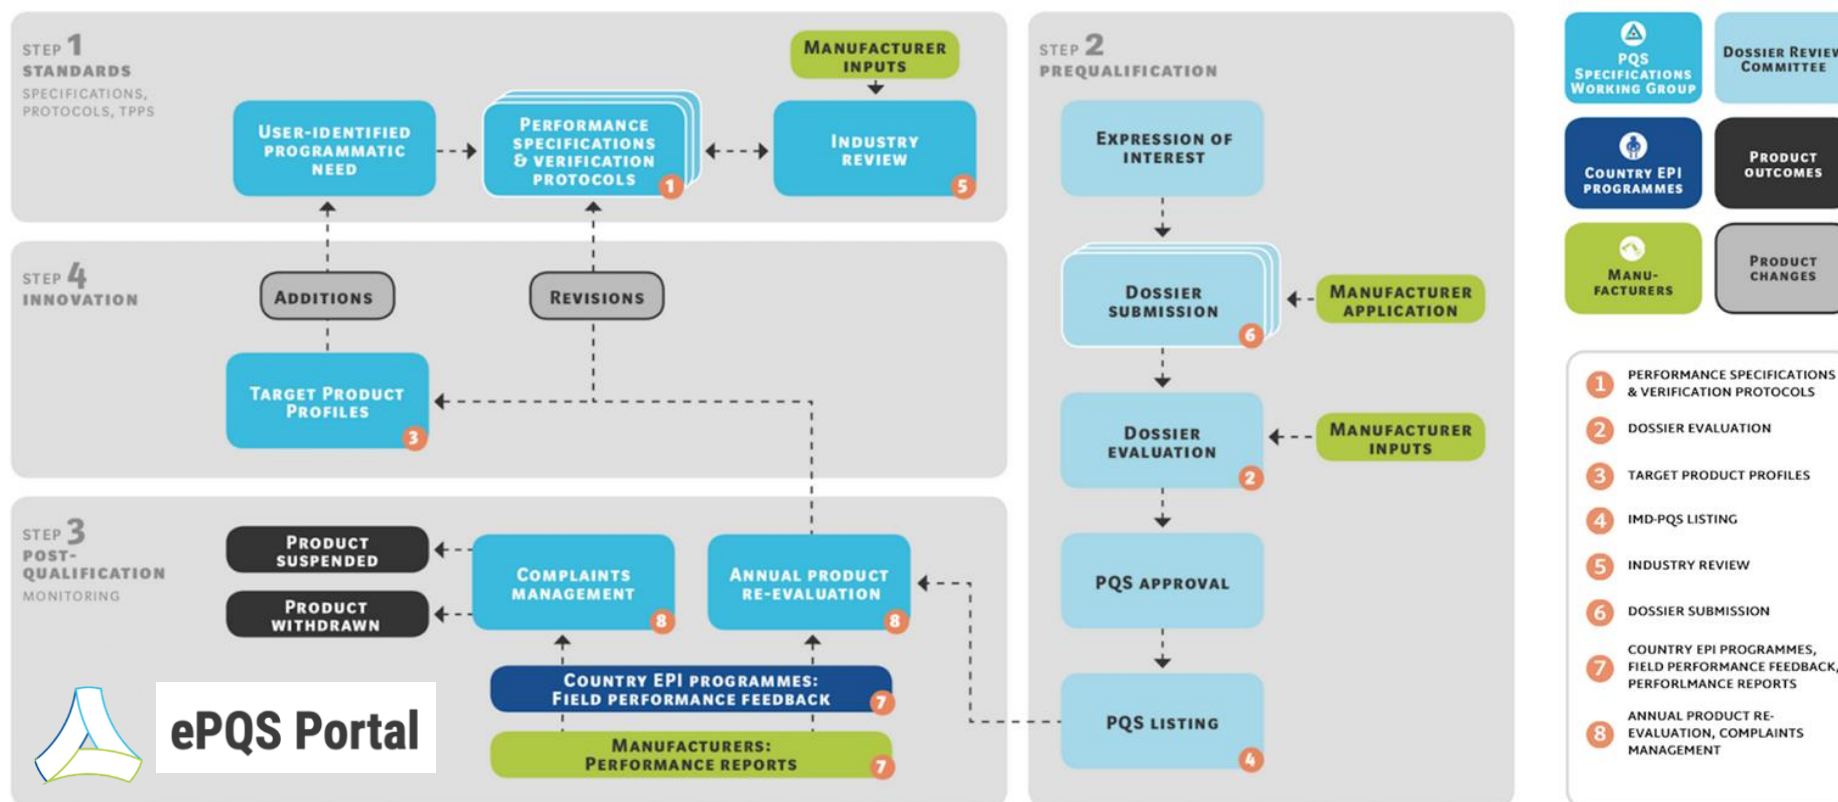 STEP 1
STANDARDS
SPECIFICATIONS,
PROTOCOLS, TPPS
MANUFACTURER
INPUTS
USER-IDENTIFIED
PROGRAMMATIC
NEED
PERFORMANCE
SPECIFICATIONS
& VERIFICATION
PROTOCOLS
1
INDUSTRY
REVIEW
5
STEP 4
INNOVATION
ADDITIONS
REVISIONS
TARGET PRODUCT
PROFILES
3
STEP 3
POST-
QUALIFICATION
MONITORING
PRODUCT
SUSPENDED
PRODUCT
WITHDRAWN
COMPLAINTS
MANAGEMENT
8
ANNUAL PRODUCT
RE-EVALUATION
8
COUNTRY EPI PROGRAMMES:
FIELD PERFORMANCE FEEDBACK
7
MANUFACTURERS:
PERFORMANCE REPORTS
7
ePQS Portal
STEP 2
PREQUALIFICATION
EXPRESSION OF
INTEREST
DOSSIER
SUBMISSION
6
MANUFACTURER
APPLICATION
DOSSIER
EVALUATION
2
MANUFACTURER
INPUTS
PQS APPROVAL
PQS LISTING
4
PQS
SPECIFICATIONS
WORKING GROUP
DOSSIER REVIEW
COMMITTEE
COUNTRY EPI
PROGRAMMES
PRODUCT
OUTCOMES
MANU-
FACTURERS
PRODUCT
CHANGES
1 PERFORMANCE SPECIFICATIONS
& VERIFICATION PROTOCOLS
2 DOSSIER EVALUATION
3 TARGET PRODUCT PROFILES
4 IMD-PQS LISTING
5 INDUSTRY REVIEW
6 DOSSIER SUBMISSION
7 COUNTRY EPI PROGRAMMES,
FIELD PERFORMANCE FEEDBACK,
PERFORLMANCE REPORTS
8 ANNUAL PRODUCT RE-
EVALUATION, COMPLAINTS
MANAGEMENT